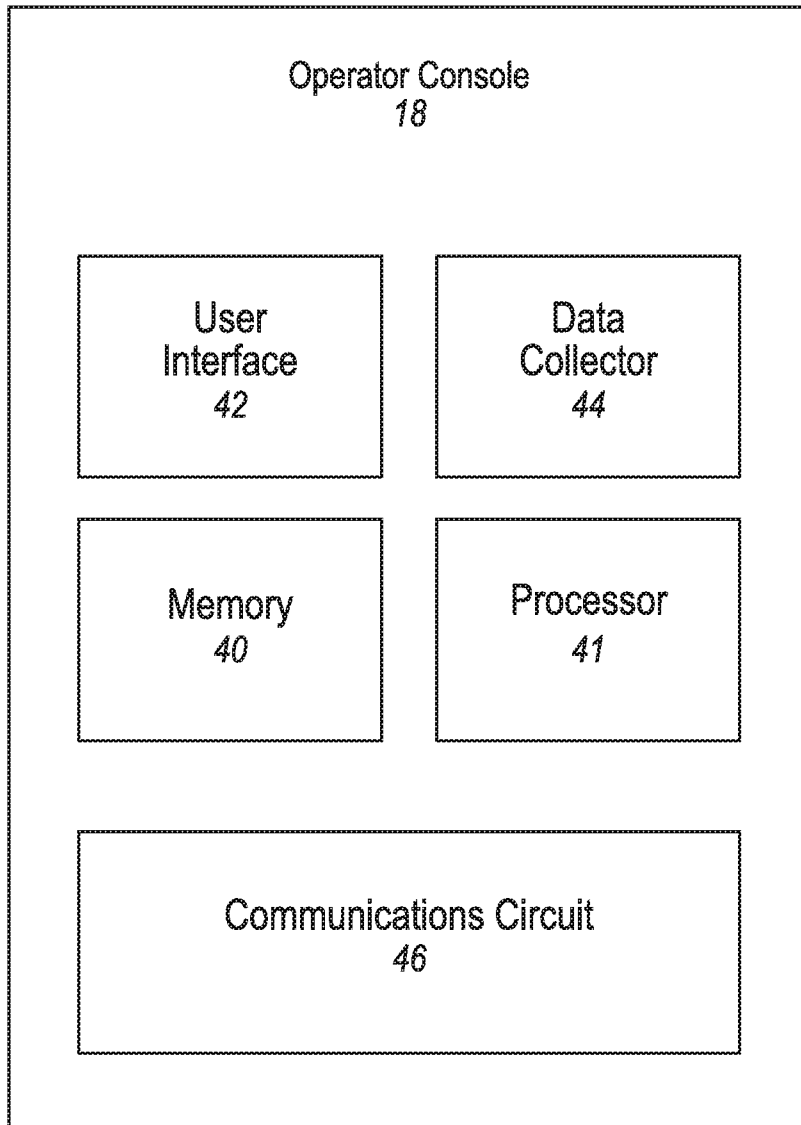 Operator Console
18
User
Interface
42
Data
Collector
44
Memory
40
Processor
41
Communications Circuit
46